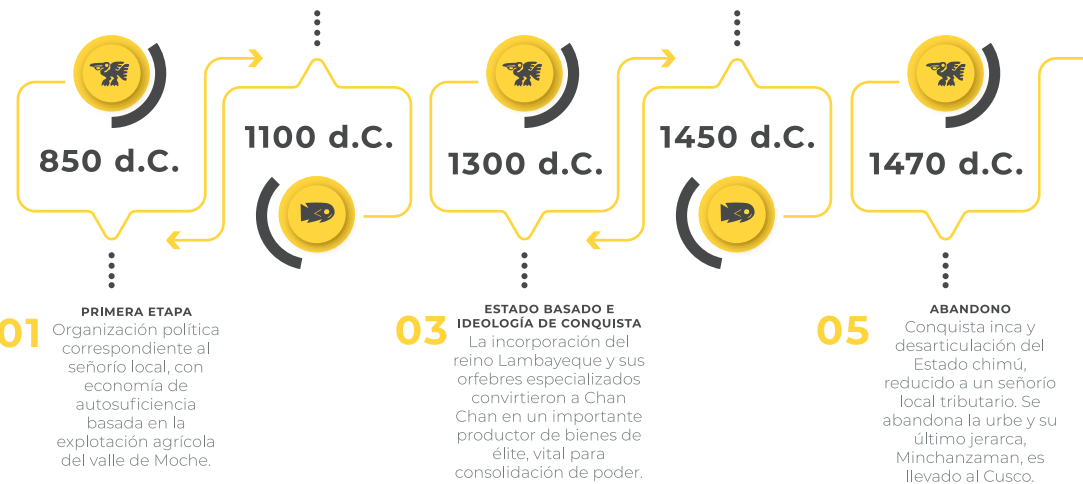 850 d.C.
1100 d.C.
1300 d.C.
1450 d.C.
1470 d.C.
01
PRIMERA ETAPA
Organización política
correspondiente al
señorío local, con
economía de
autosuficiencia
basada en la
explotación agrícola
del valle de Moche.
03
ESTADO BASADO E
IDEOLOGÍA DE CONQUISTA
La incorporación del
reino Lambayeque y sus
orfebres especializados
convirtieron a Chan
Chan en un importante
productor de bienes de
élite, vital para
consolidación de poder.
05
ABANDONO
Conquista inca y
desarticulación del
Estado chimú,
reducido a un señorío
local tributario. Se
abandona la urbe y su
último jerarca,
Minchanzaman, es
llevado al Cusco.